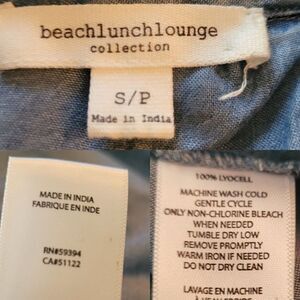 beachlunchlounge
collection
S/P
Made in India
MADE IN INDIA
FABRIQUE EN INDE
RN#59394
CA#51122
100% LYOCELL
MACHINE WASH COLD
GENTLE CYCLE
ONLY NON-CHLORINE BLEACH
WHEN NEEDED
TUMBLE DRY LOW
REMOVE PROMPTLY
WARM IRON IF NEEDED
DO NOT DRY CLEAN
LAVAGE EN MACHINE
À L'EAU FROIDE